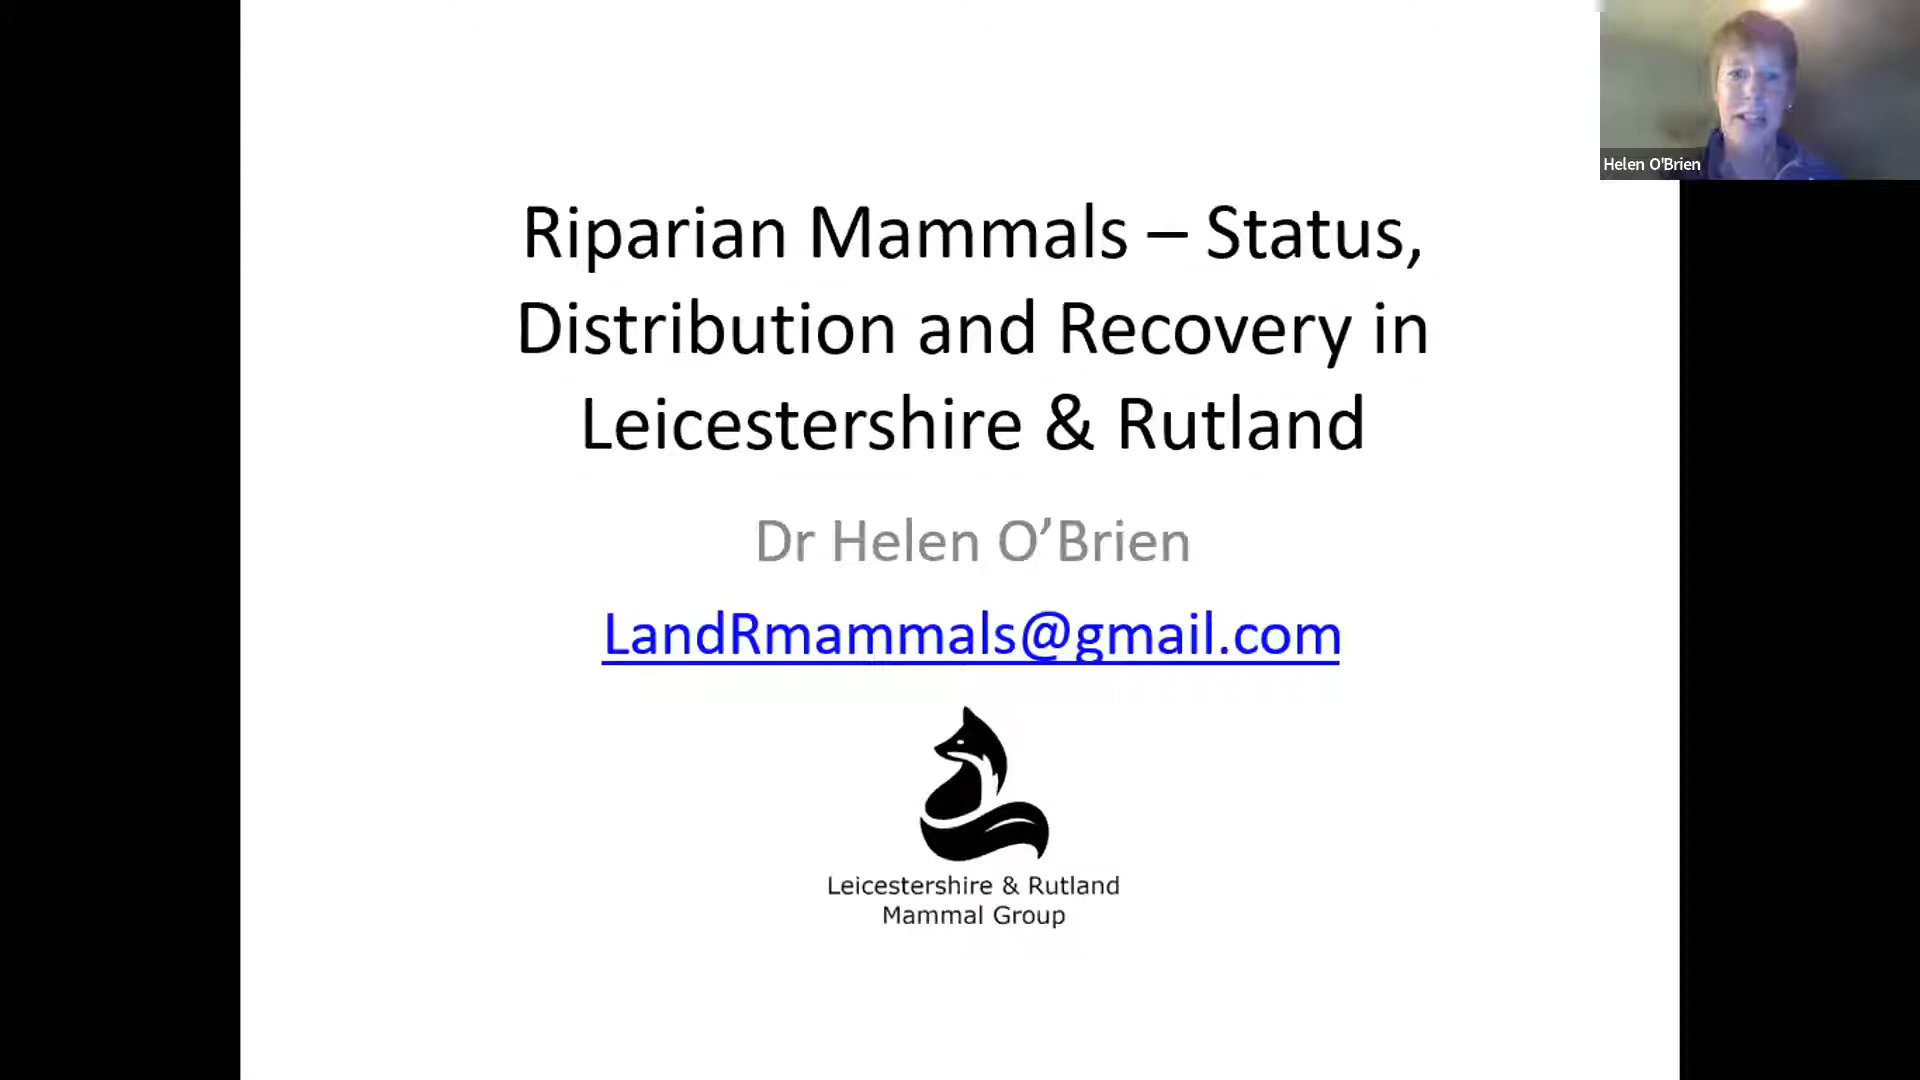 Helen O'Brien
Riparian Mammals – Status,
Distribution and Recovery in
Leicestershire & Rutland
Dr Helen O’Brien
LandRmammals@gmail.com
Leicestershire & Rutland
Mammal Group